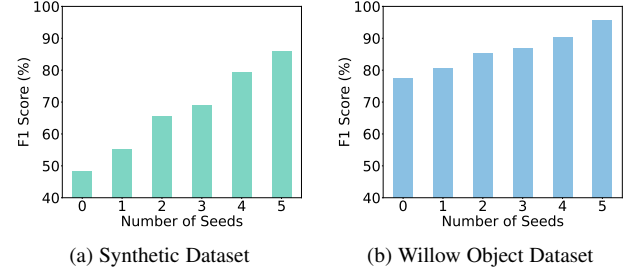 F1 Score (%)
100
90
80
70
60
50
40
0 1 2 3 4 5
Number of Seeds
(a) Synthetic Dataset
F1 Score (%)
100
90
80
70
60
50
40
0 1 2 3 4 5
Number of Seeds
(b) Willow Object Dataset